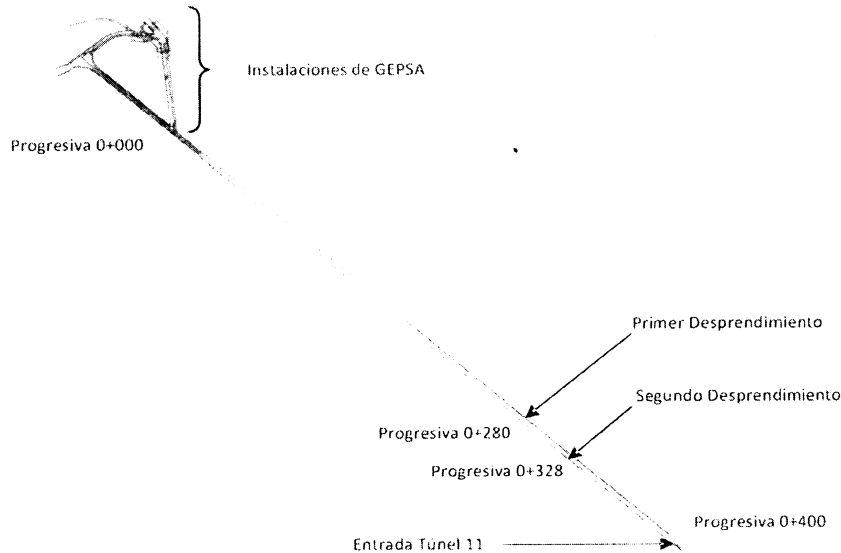 Instalaciones de GEPSA
Progresiva 0+000
Primer Desprendimiento
Segundo Desprendimiento
Progresiva 0+280
Progresiva 0+328
Progresiva 0+400
Entrada Túnel 11